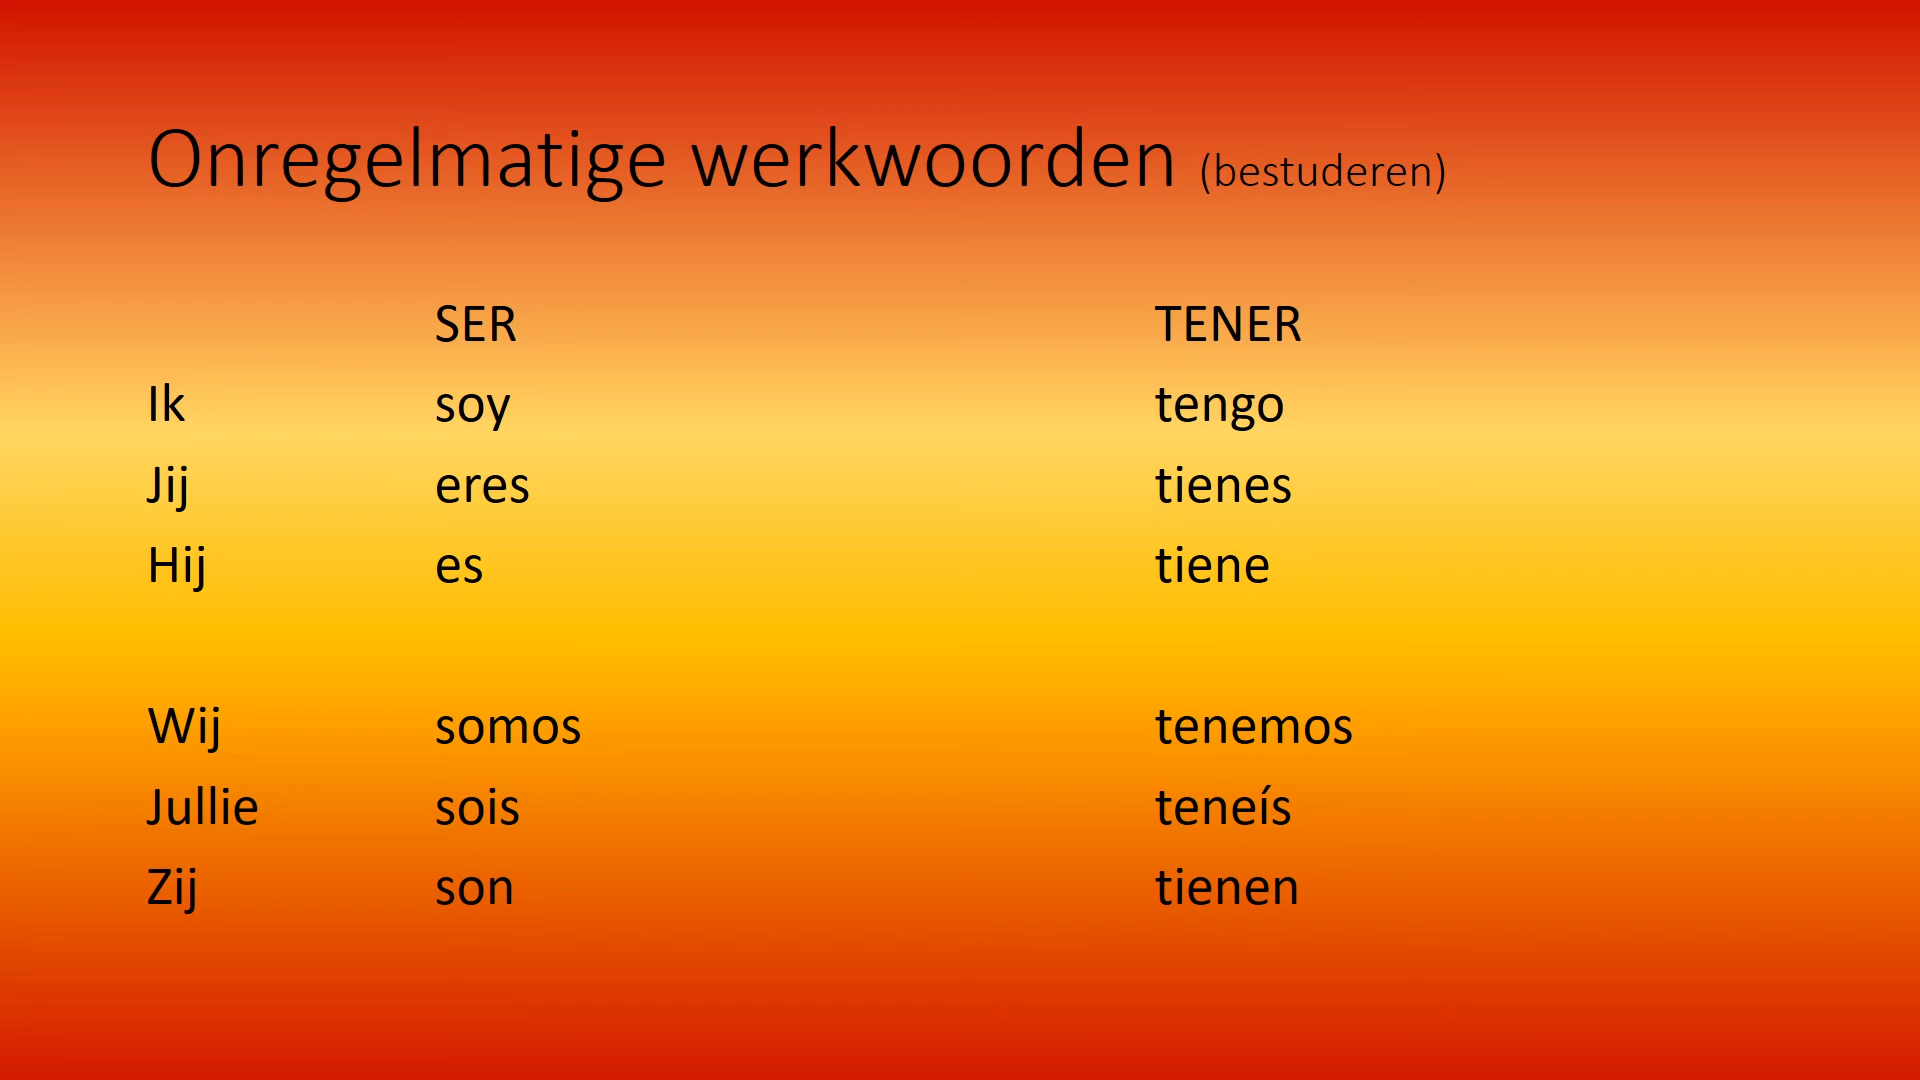 Onregelmatige werkwoorden (bestuderen)
SER TENER
Ik soy tengo
Jij eres tienes
Hij es tiene
Wij somos tenemos
Jullie sois teneís
Zij son tienen